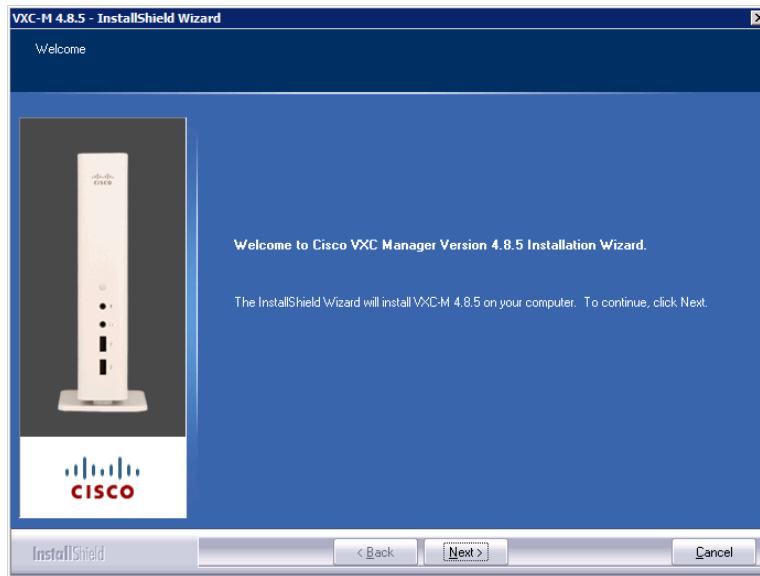 VXC-M 4.8.5 - InstallShield Wizard
Welcome
CISCO
Welcome to Cisco VXC Manager Version 4.8.5 Installation Wizard.
The InstallShield Wizard will install VXC-M 4.8.5 on your computer. To continue, click Next.
CISCO
InstallShield
< Back
Next >
Cancel